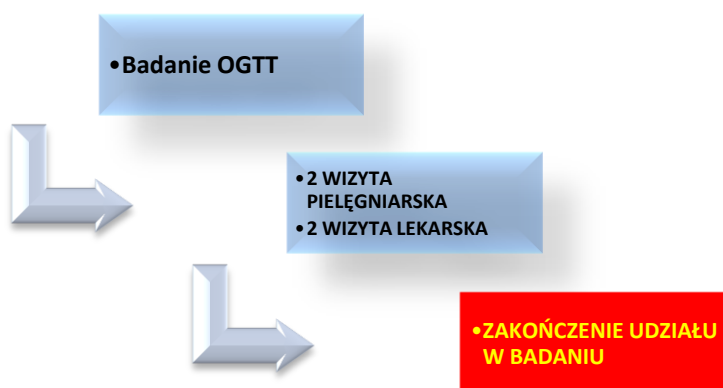 •Badanie OGTT
•2 WIZYTA
PIELĘGNIARSKA
•2 WIZYTA LEKARSKA
•ZAKOŃCZENIE UDZIAŁU
W BADANIU